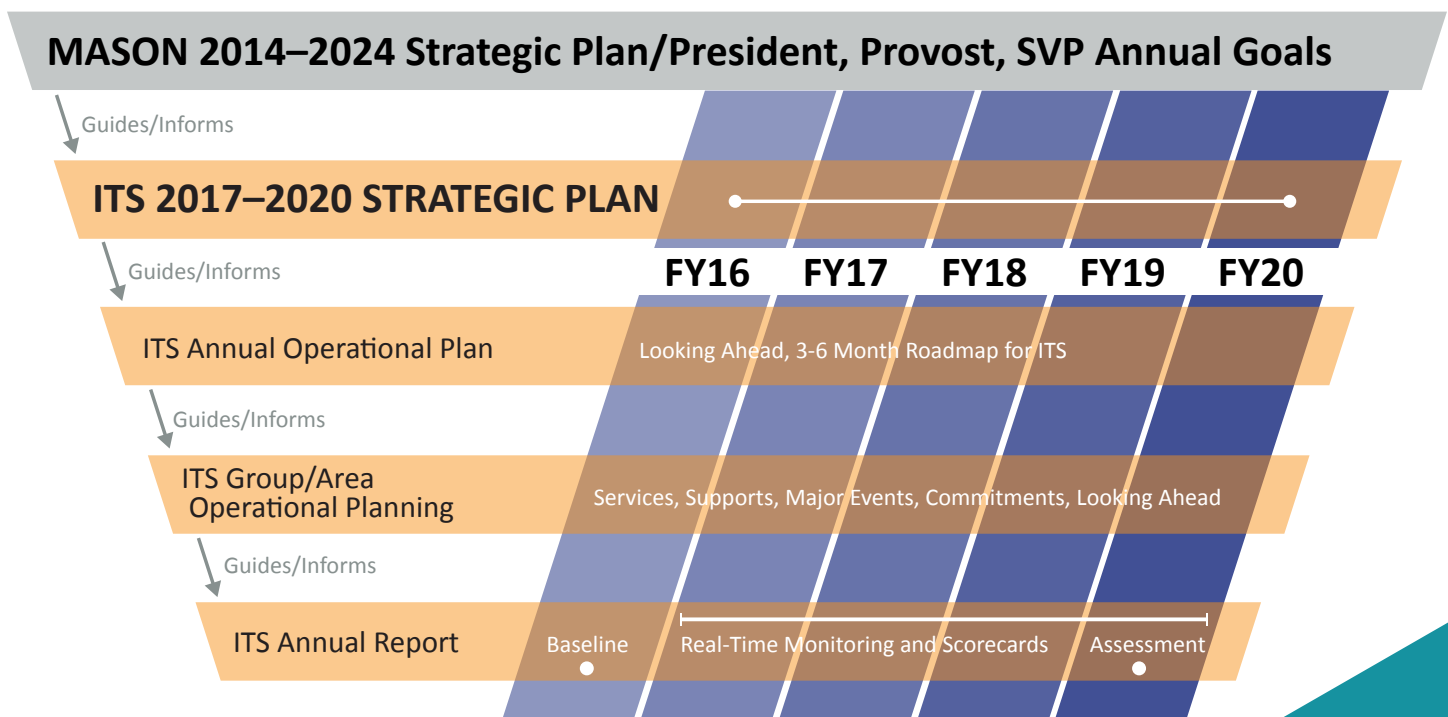 MASON 2014–2024 Strategic Plan/President, Provost, SVP Annual Goals
Guides/Informs
ITS 2017–2020 STRATEGIC PLAN
Guides/Informs
FY16 FY17 FY18 FY19 FY20
ITS Annual Operational Plan
Looking Ahead, 3-6 Month Roadmap for ITS
Guides/Informs
ITS Group/Area
Operational Planning
Services, Supports, Major Events, Commitments, Looking Ahead
Guides/Informs
ITS Annual Report
Baseline
Real-Time Monitoring and Scorecards
Assessment